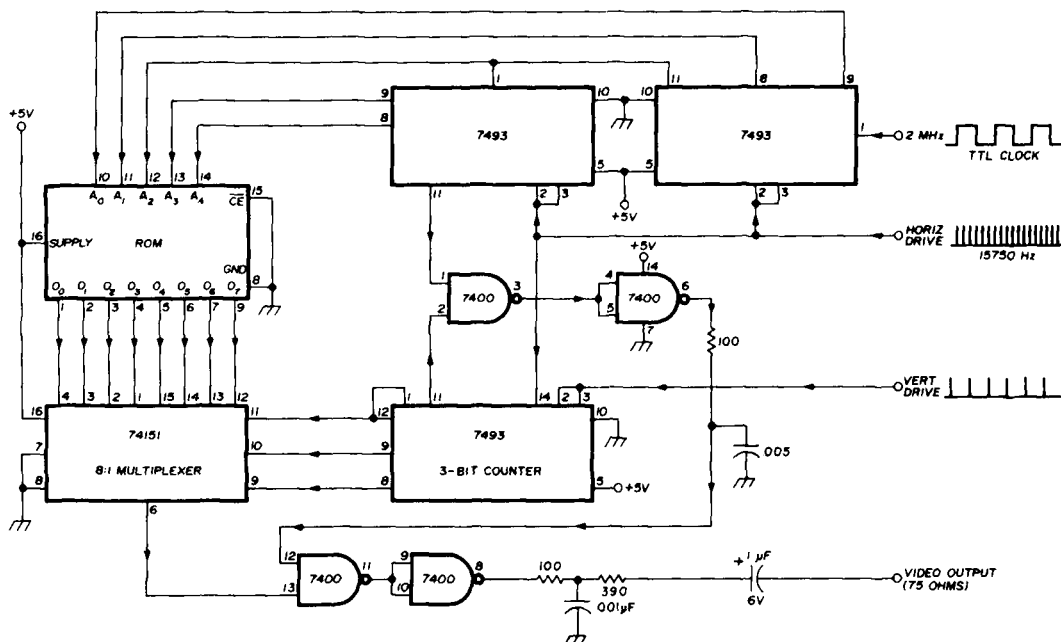 +5V
10 11 12 13 14
A0 A1 A2 A3 A4
15
CE
16
SUPPLY
ROM
GND
8
O0 O1 O2 O3 O4 O5 O6 O7
1 2 3 4 5 6 7 9
4 3 2 1 15 14 13 12
16
7
8
74151
8:1 MULTIPLEXER
11
10
9
6
1
9
8
7493
10
5
11
2 3
+5V
11 8 9
10
5
7493
1
2 3
2 MHz
TTL CLOCK
HORIZ
DRIVE
15750 Hz
1
2
7400
3
+5V
14
4
5
7400
6
7
100
VERT
DRIVE
1
12
11
14
2
3
10
9
8
7493
3-BIT COUNTER
5
+5V
.005
12
13
7400
11
9
10
7400
8
100
390
.001µF
+
1 µF
6V
VIDEO OUTPUT
(75 OHMS)